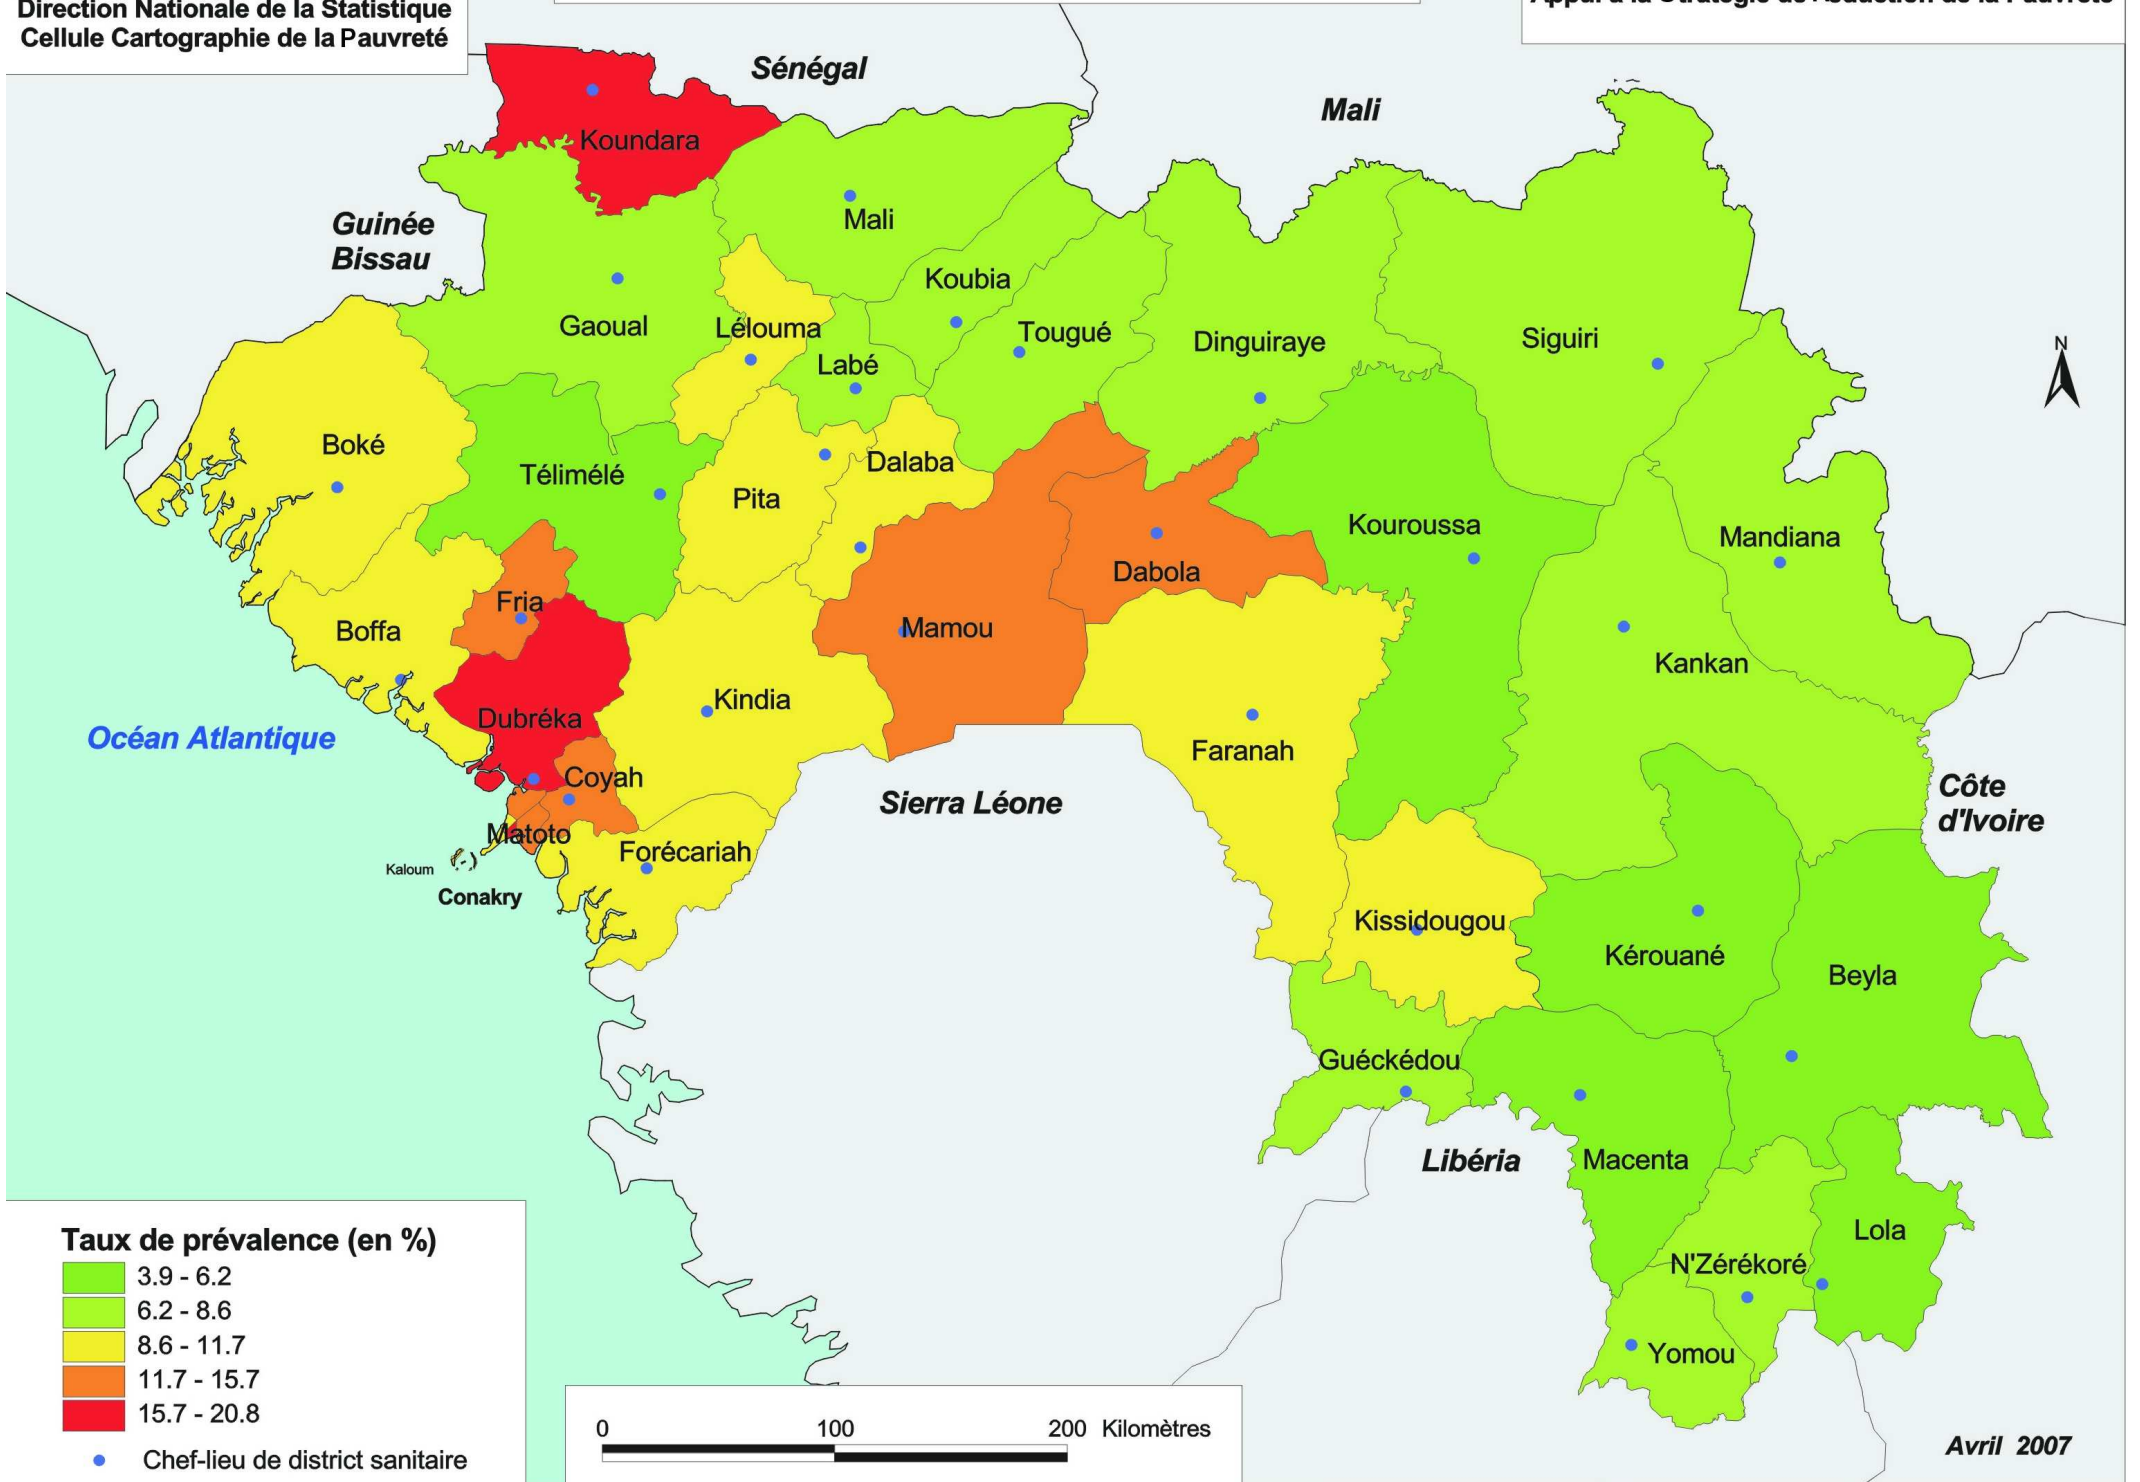 Direction Nationale de la Statistique
Cellule Cartographie de la Pauvreté
Sénégal
Mali
Koundara
Guinée
Bissau
Mali
Koubia
Gaoual
Lélouma
Tougué
Dinguiraye
Siguiri
N
Labé
Boké
Télimélé
Dalaba
Pita
Kouroussa
Mandiana
Dabola
Fria
Boffa
Mamou
Kankan
Kindia
Dubréka
Océan Atlantique
Faranah
Coyah
Sierra Léone
Côte
d'Ivoire
Matoto
Forécariah
Kaloum
Conakry
Kissidougou
Kérouané
Beyla
Guéckédou
Libéria
Macenta
Lola
N'Zérékoré
Yomou
Taux de prévalence (en %)
3.9 - 6.2
6.2 - 8.6
8.6 - 11.7
11.7 - 15.7
15.7 - 20.8
Chef-lieu de district sanitaire
0 100 200 Kilomètres
Avril 2007